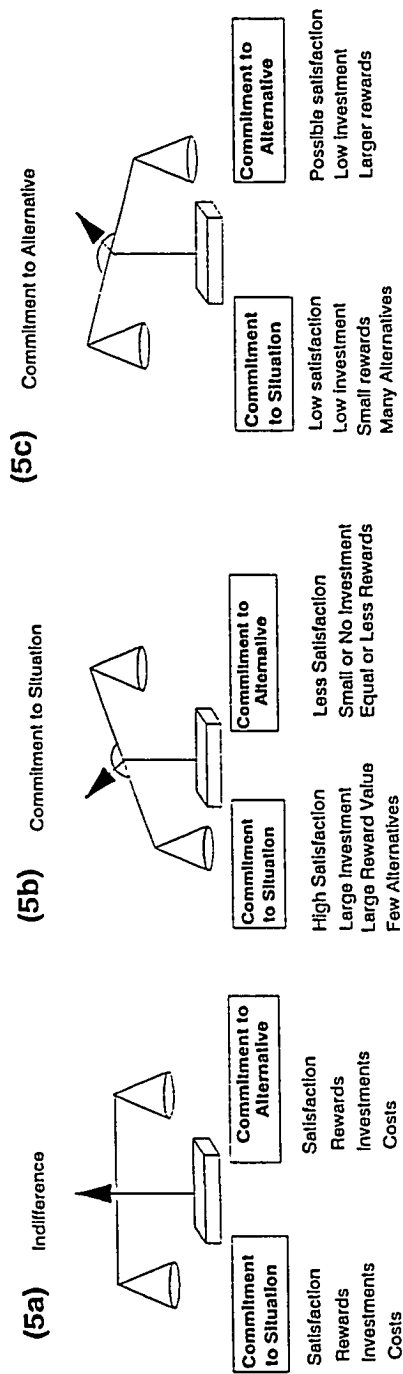 (5a)
Indifference
Commitment
to Situation
Satisfaction
Rewards
Investments
Costs
Commitment to
Alternative
Satisfaction
Rewards
Investments
Costs
(5b)
Commitment to Situation
Commitment
to Situation
High Satisfaction
Large Investment
Large Reward Value
Few Alternatives
Commitment to
Alternative
Less Satisfaction
Small or No Investment
Equal or Less Rewards
(5c)
Commitment to Alternative
Commitment
to Situation
Low satisfaction
Low investment
Small rewards
Many Alternatives
Commitment to
Alternative
Possible satisfaction
Low investment
Larger rewards